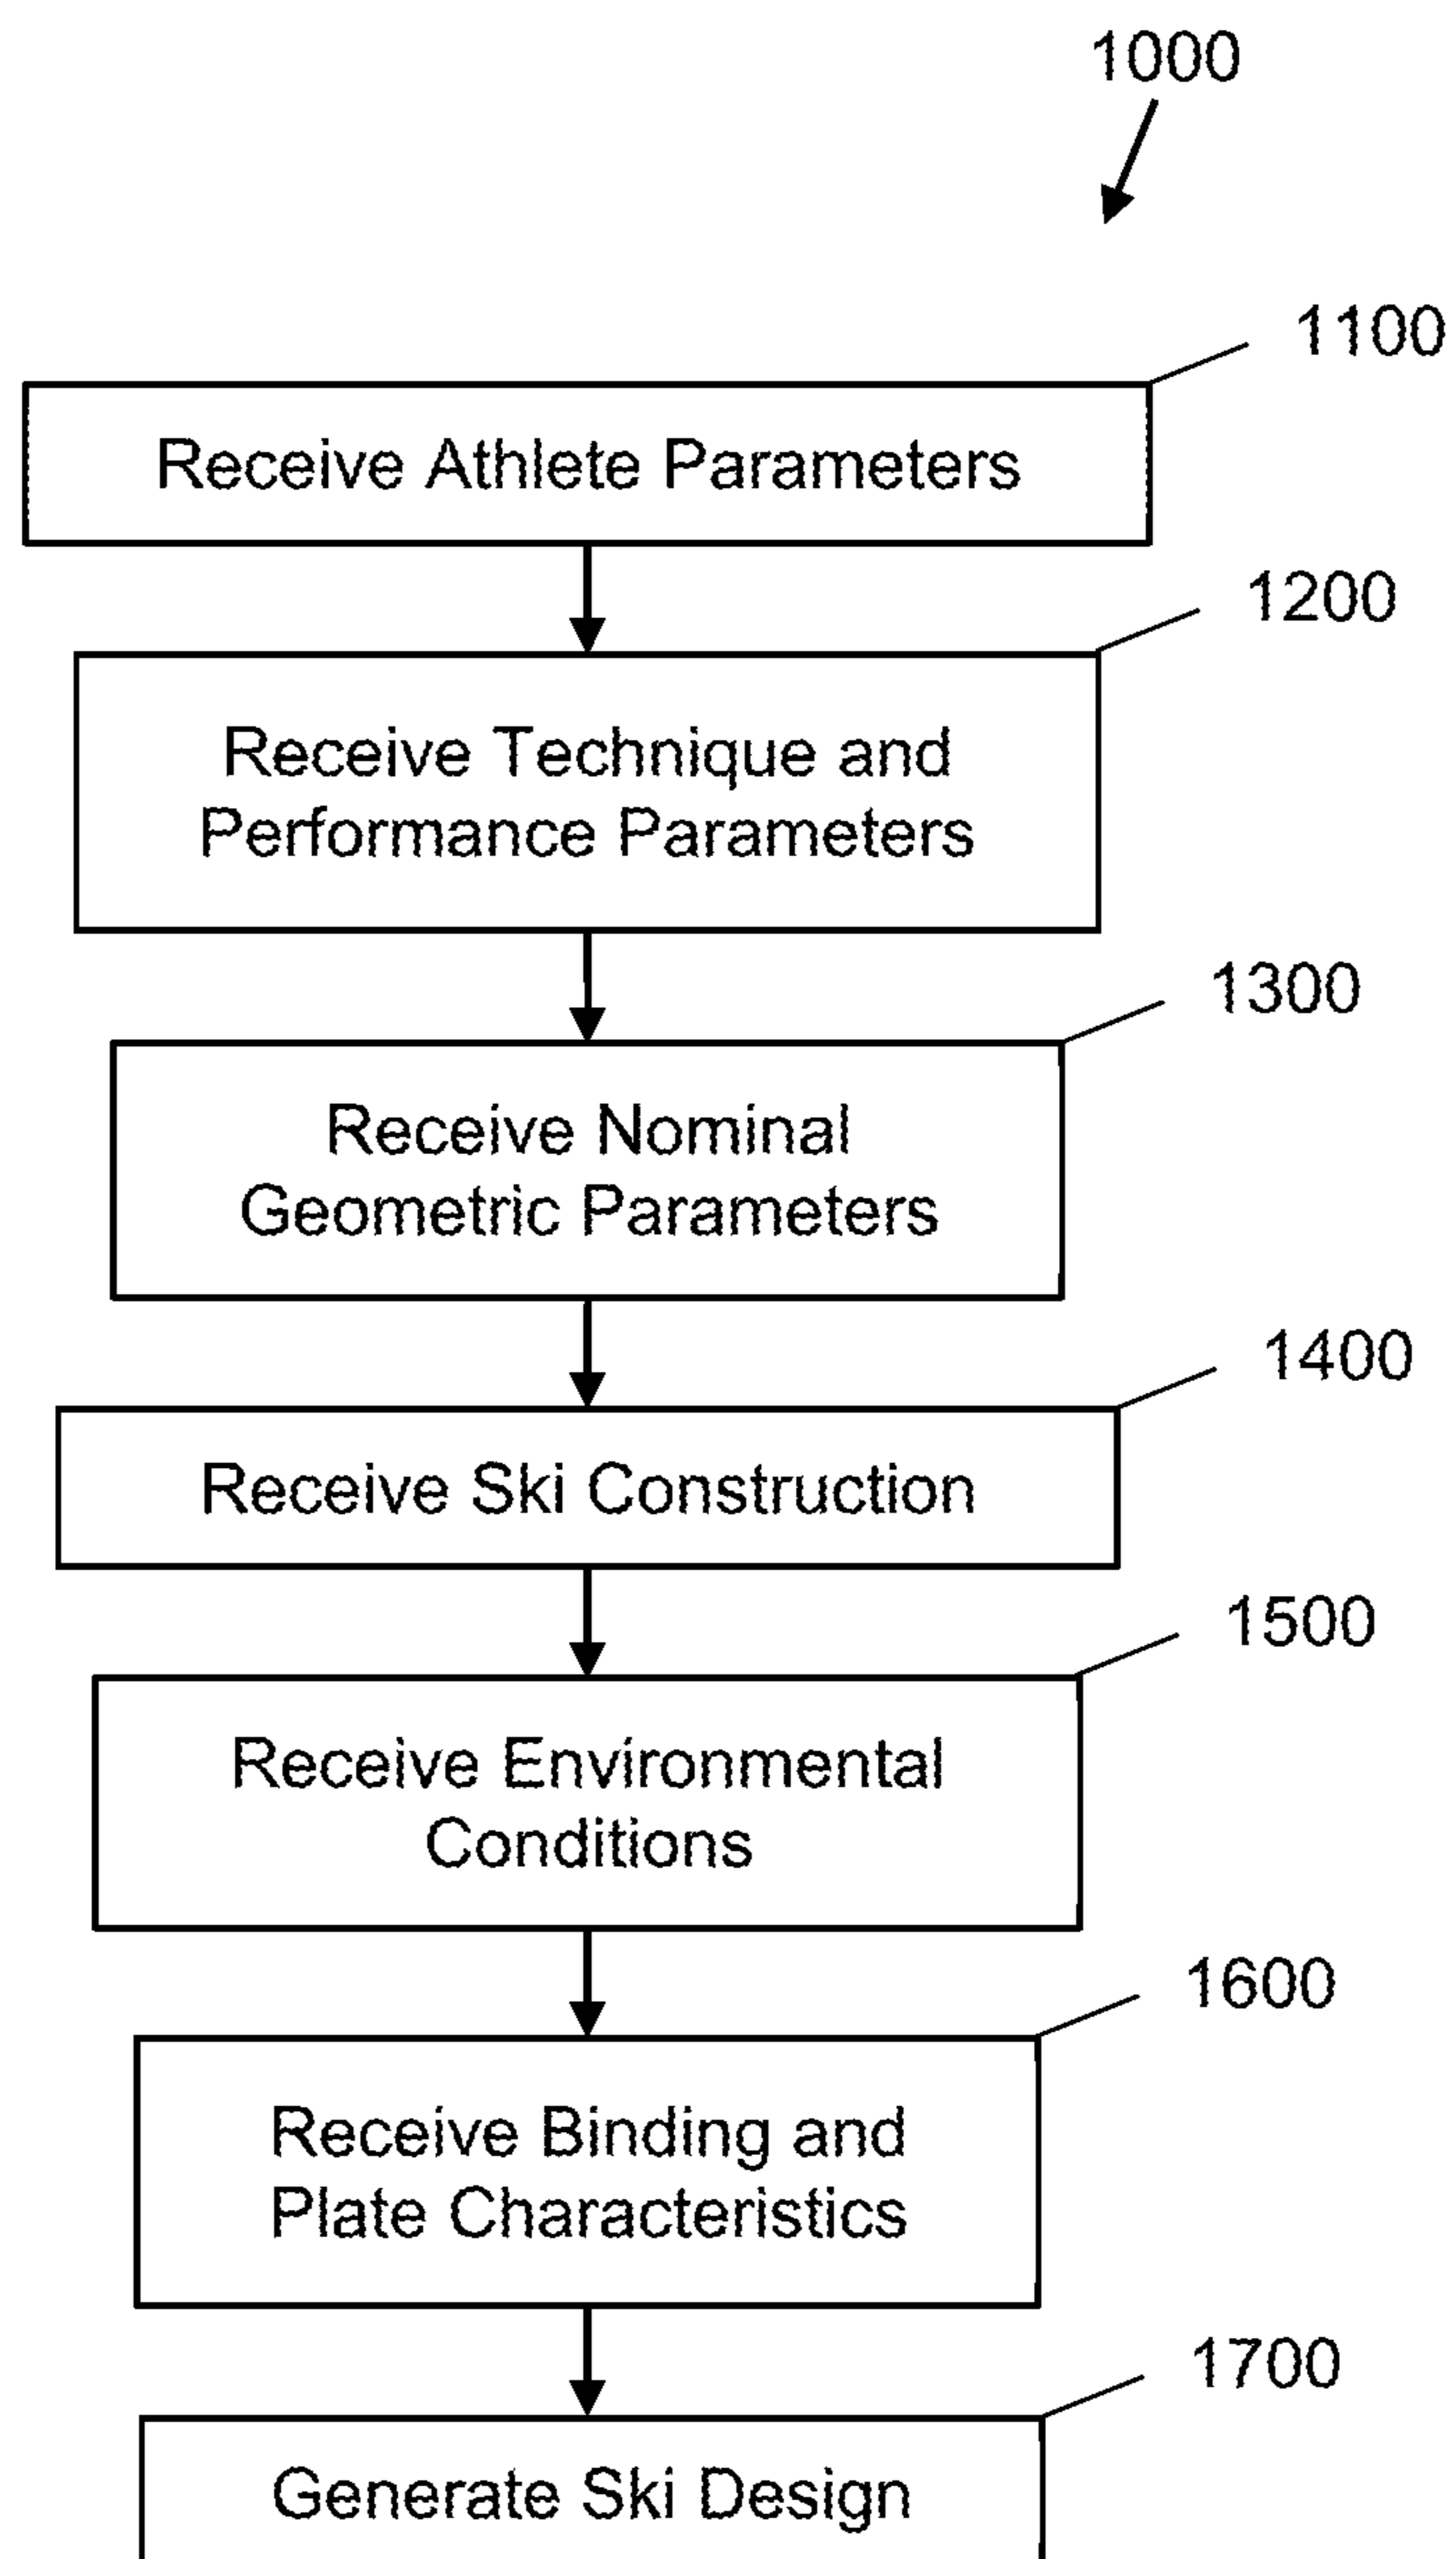 1000
1100
Receive Athlete Parameters
1200
Receive Technique and
Performance Parameters
1300
Receive Nominal
Geometric Parameters
1400
Receive Ski Construction
1500
Receive Environmental
Conditions
1600
Receive Binding and
Plate Characteristics
1700
Generate Ski Design